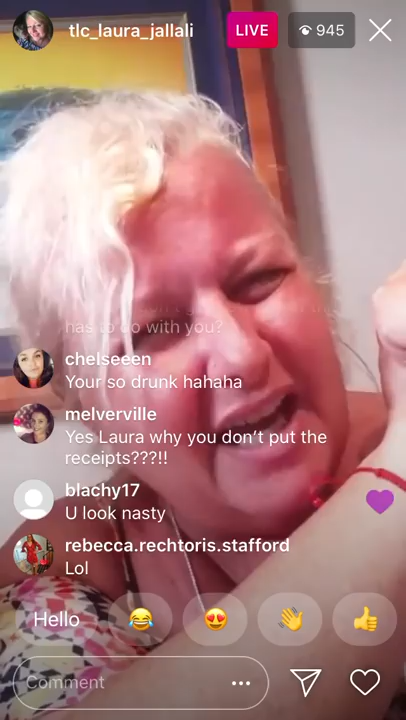 tlc_laura_jallali
LIVE
945
has to do with you?
chelseeen
Your so drunk hahaha
melverville
Yes Laura why you don't put the
receipts???!!
blachy17
U look nasty
rebecca.rechtoris.stafford
Lol
Hello
Comment